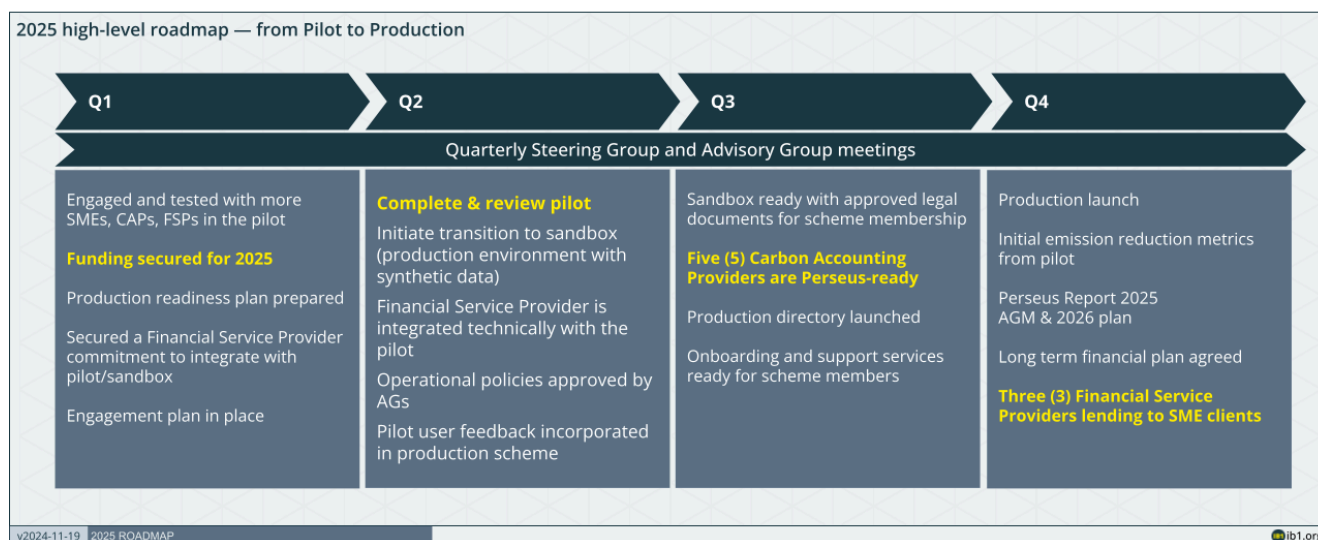 2025 high-level roadmap — from Pilot to Production
Q1
Q2
Q3
Q4
Quarterly Steering Group and Advisory Group meetings
Engaged and tested with more
SMEs, CAPs, FSPs in the pilot
Funding secured for 2025
Production readiness plan prepared
Secured a Financial Service Provider
commitment to integrate with
pilot/sandbox
Engagement plan in place
Complete & review pilot
Initiate transition to sandbox
(production environment with
synthetic data)
Financial Service Provider is
integrated technically with the
pilot
Operational policies approved by
AGs
Pilot user feedback incorporated
in production scheme
Sandbox ready with approved legal
documents for scheme membership
Five (5) Carbon Accounting
Providers are Perseus-ready
Production directory launched
Onboarding and support services
ready for scheme members
Production launch
Initial emission reduction metrics
from pilot
Perseus Report 2025
AGM & 2026 plan
Long term financial plan agreed
Three (3) Financial Service
Providers lending to SME clients
v2024-11-19
2025 ROADMAP